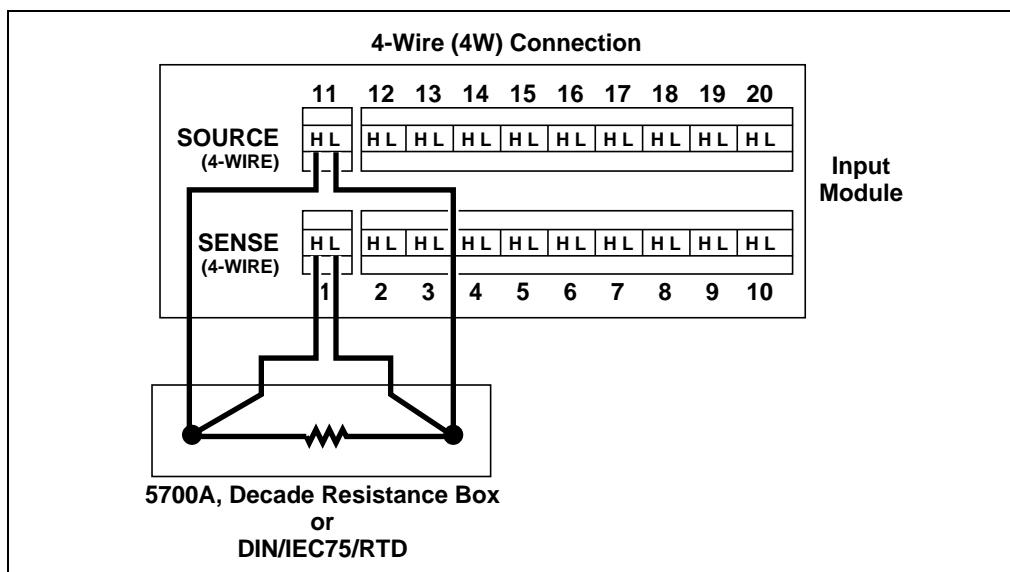 4-Wire (4W) Connection
11 12 13 14 15 16 17 18 19 20
SOURCE
(4-WIRE)
H L H L H L H L H L H L H L H L H L H L
Input
Module
SENSE
(4-WIRE)
H L H L H L H L H L H L H L H L H L H L
1 2 3 4 5 6 7 8 9 10
5700A, Decade Resistance Box
or
DIN/IEC75/RTD